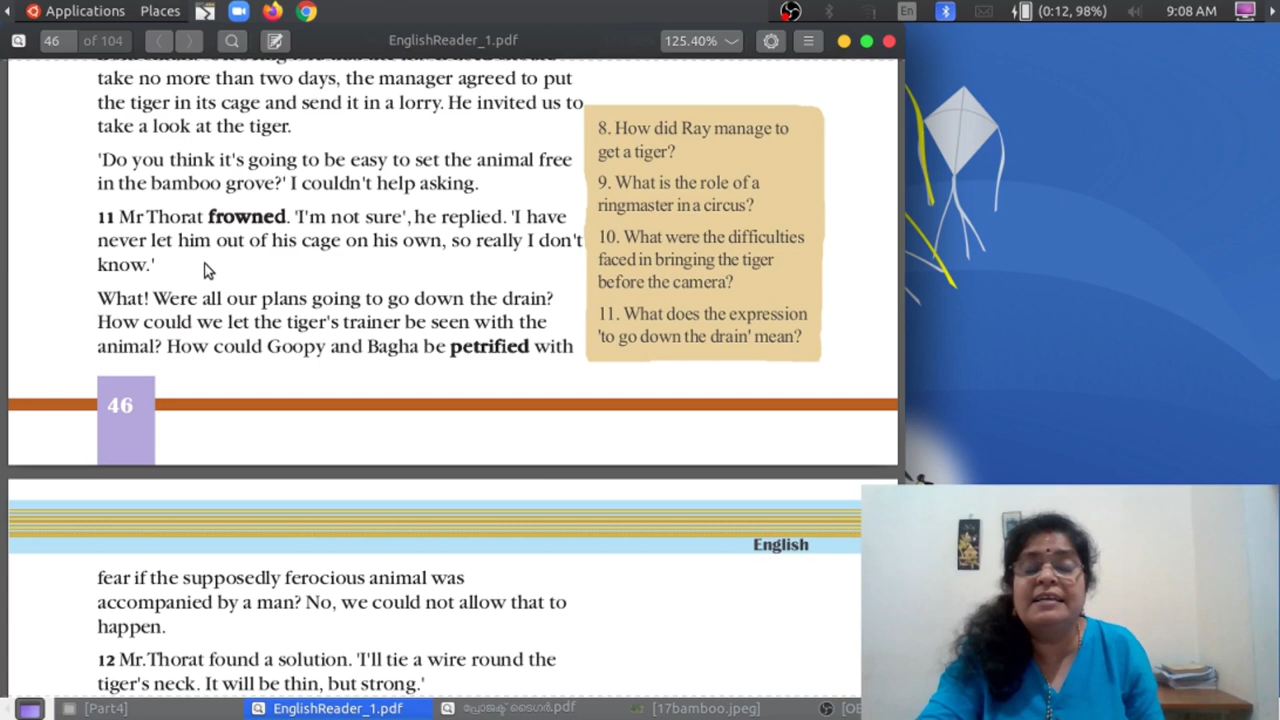 Applications Places En (0:12, 98%) 9:08 AM
46 of 104 EnglishReader_1.pdf 125.40%
take no more than two days, the manager agreed to put
the tiger in its cage and send it in a lorry. He invited us to
take a look at the tiger.
'Do you think it's going to be easy to set the animal free
in the bamboo grove?' I couldn't help asking.
11 Mr Thorat frowned. 'I'm not sure', he replied. 'I have
never let him out of his cage on his own, so really I don't
know.'
What! Were all our plans going to go down the drain?
How could we let the tiger's trainer be seen with the
animal? How could Goopy and Bagha be petrified with
8. How did Ray manage to
get a tiger?
9. What is the role of a
ringmaster in a circus?
10. What were the difficulties
faced in bringing the tiger
before the camera?
11. What does the expression
'to go down the drain' mean?
46
English
fear if the supposedly ferocious animal was
accompanied by a man? No, we could not allow that to
happen.
12 Mr.Thorat found a solution. 'I'll tie a wire round the
tiger's neck. It will be thin, but strong.'
[Part4] EnglishReader_1.pdf പ്രോജക്ട് ടൈഗർ.pdf [17bamboo.jpeg] [OB